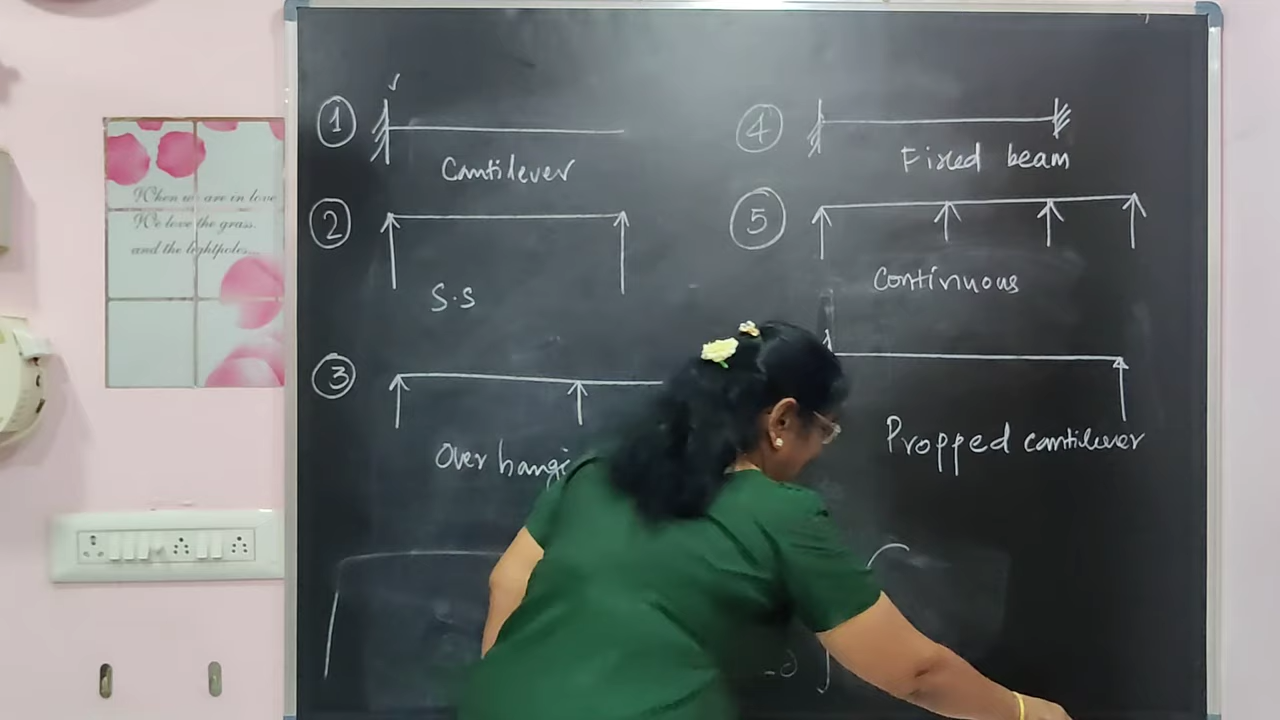 When we are in love
We love the grass,
and the lightpoles...
1
Cantilever
2
S.S
3
Over hangi
4
Fixed beam
5
Continuous
Propped cantilever